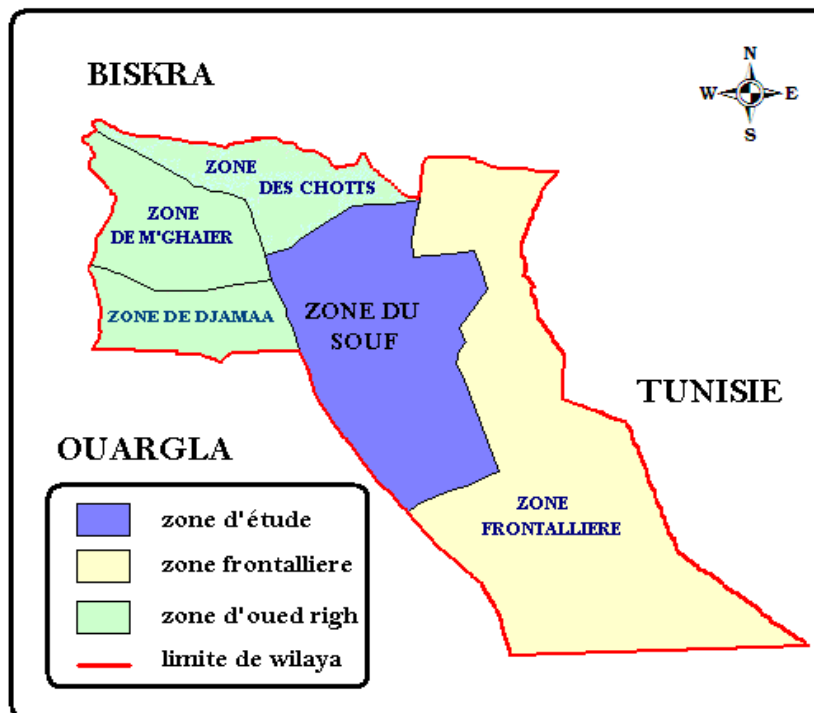 BISKRA
N
W E
S
ZONE
DES CHOTTS
ZONE
DE M'GHAIER
ZONE DE DJAMAA
ZONE DU
SOUF
TUNISIE
OUARGLA
ZONE
FRONTALLIERE
zone d'étude
zone frontalliere
zone d'oued righ
limite de wilaya